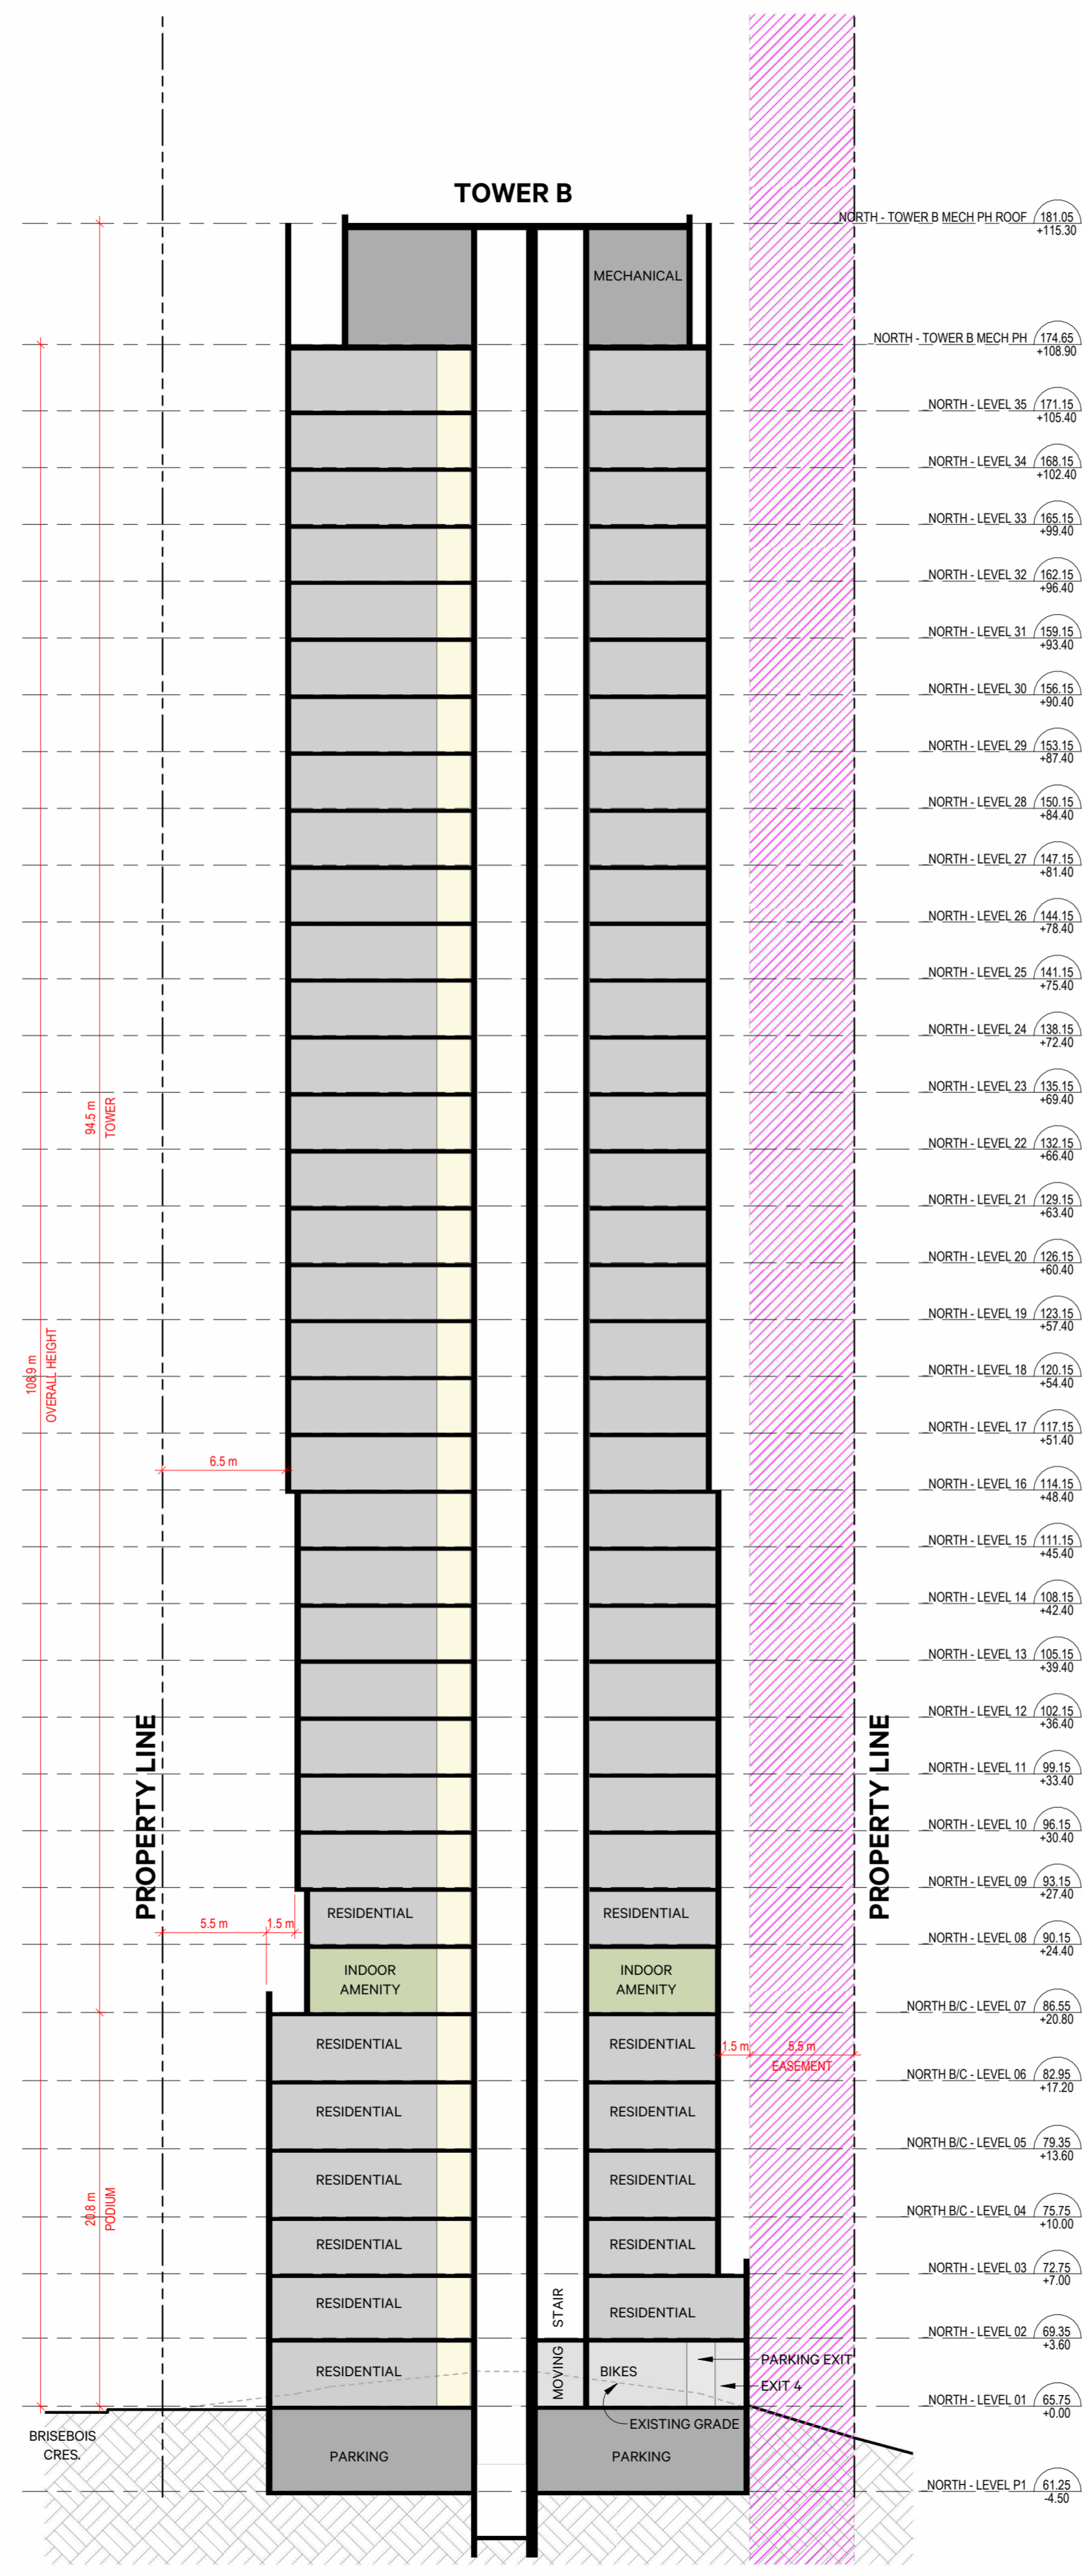 TOWER B
NORTH - TOWER B MECH PH ROOF 181.05
+115.30
MECHANICAL
NORTH - TOWER B MECH PH 174.65
+108.90
NORTH - LEVEL 35 171.15
+105.40
NORTH - LEVEL 34 168.15
+102.40
NORTH - LEVEL 33 165.15
+99.40
NORTH - LEVEL 32 162.15
+96.40
NORTH - LEVEL 31 159.15
+93.40
NORTH - LEVEL 30 156.15
+90.40
NORTH - LEVEL 29 153.15
+87.40
NORTH - LEVEL 28 150.15
+84.40
NORTH - LEVEL 27 147.15
+81.40
NORTH - LEVEL 26 144.15
+78.40
NORTH - LEVEL 25 141.15
+75.40
NORTH - LEVEL 24 138.15
+72.40
NORTH - LEVEL 23 135.15
+69.40
94.5 m
TOWER
NORTH - LEVEL 22 132.15
+66.40
NORTH - LEVEL 21 129.15
+63.40
NORTH - LEVEL 20 126.15
+60.40
NORTH - LEVEL 19 123.15
+57.40
108.9 m
OVERALL HEIGHT
NORTH - LEVEL 18 120.15
+54.40
NORTH - LEVEL 17 117.15
+51.40
6.5 m
NORTH - LEVEL 16 114.15
+48.40
NORTH - LEVEL 15 111.15
+45.40
NORTH - LEVEL 14 108.15
+42.40
NORTH - LEVEL 13 105.15
+39.40
NORTH - LEVEL 12 102.15
+36.40
PROPERTY LINE
PROPERTY LINE
NORTH - LEVEL 11 99.15
+33.40
NORTH - LEVEL 10 96.15
+30.40
NORTH - LEVEL 09 93.15
+27.40
RESIDENTIAL RESIDENTIAL
5.5 m 1.5 m
NORTH - LEVEL 08 90.15
+24.40
INDOOR
AMENITY
INDOOR
AMENITY
NORTH B/C - LEVEL 07 86.55
+20.80
RESIDENTIAL RESIDENTIAL
1.5 m 5.5 m
EASEMENT
NORTH B/C - LEVEL 06 82.95
+17.20
RESIDENTIAL RESIDENTIAL
NORTH B/C - LEVEL 05 79.35
+13.60
RESIDENTIAL RESIDENTIAL
20.8 m
PODIUM
NORTH B/C - LEVEL 04 75.75
+10.00
RESIDENTIAL RESIDENTIAL
NORTH - LEVEL 03 72.75
+7.00
RESIDENTIAL
STAIR
RESIDENTIAL
NORTH - LEVEL 02 69.35
+3.60
RESIDENTIAL
MOVING
BIKES
PARKING EXIT
EXIT 4
NORTH - LEVEL 01 65.75
+0.00
EXISTING GRADE
BRISEBOIS
CRES.
PARKING PARKING
NORTH - LEVEL P1 61.25
-4.50